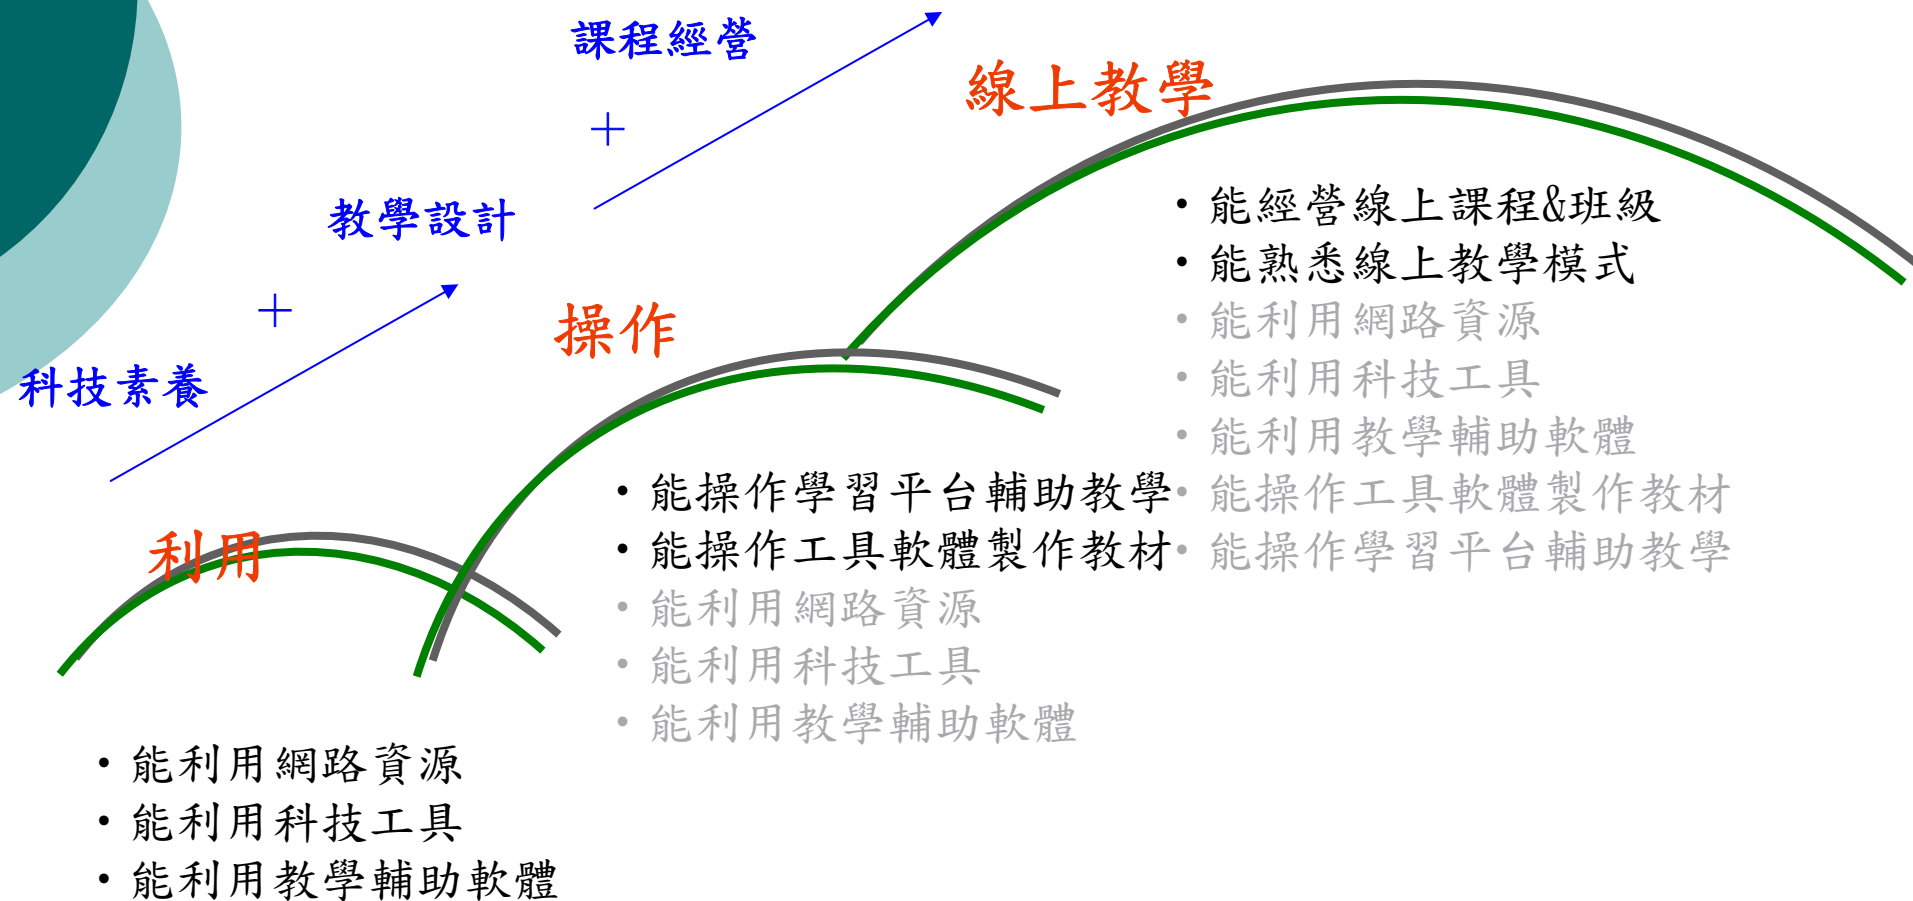 課程經營
+
教學設計
+
科技素養
線上教學
• 能經營線上課程&班級
• 能熟悉線上教學模式
• 能利用網路資源
• 能利用科技工具
• 能利用教學輔助軟體
• 能操作工具軟體製作教材
• 能操作學習平台輔助教學
操作
• 能操作學習平台輔助教學
• 能操作工具軟體製作教材
• 能利用網路資源
• 能利用科技工具
• 能利用教學輔助軟體
利用
• 能利用網路資源
• 能利用科技工具
• 能利用教學輔助軟體